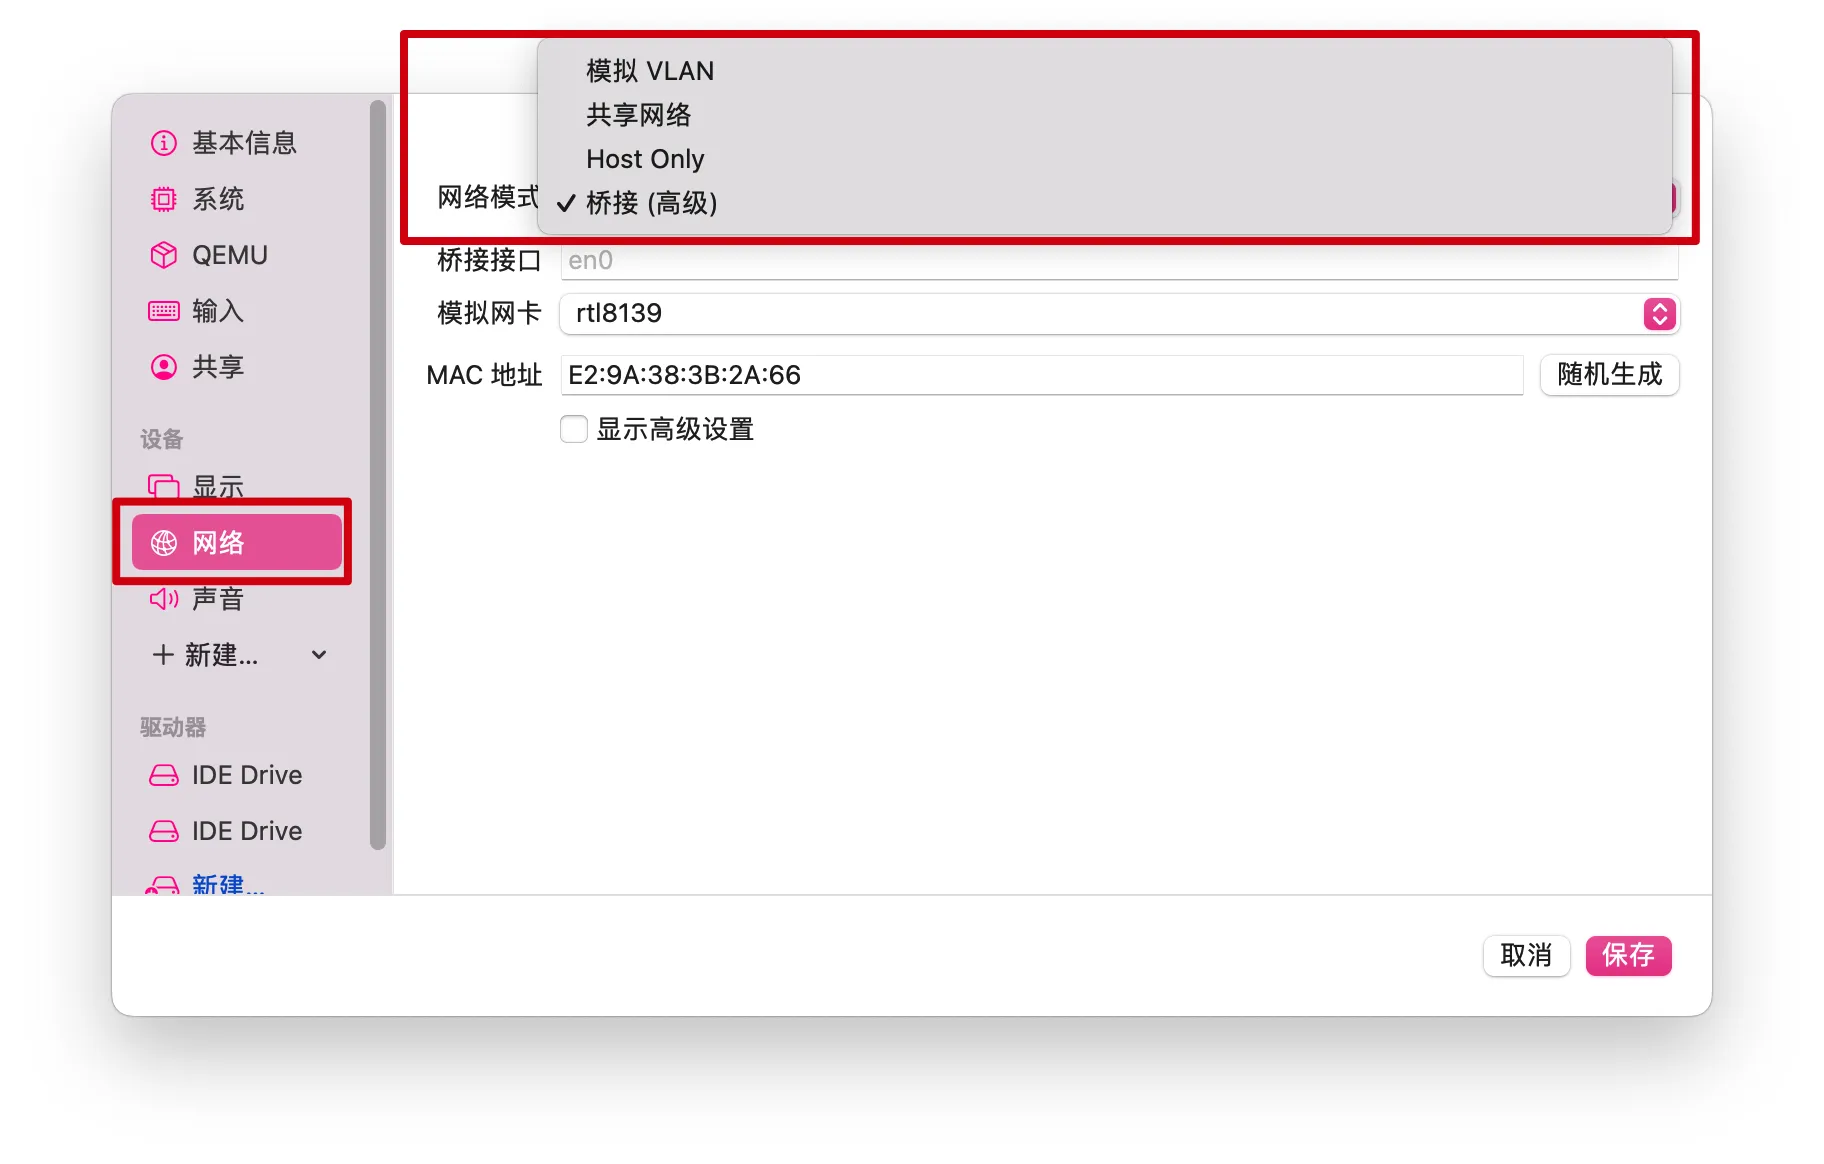 基本信息
系统
QEMU
输入
共享
设备
显示
网络
声音
新建...
驱动器
IDE Drive
IDE Drive
新建...
模拟 VLAN
共享网络
Host Only
网络模式
桥接 (高级)
桥接接口 en0
模拟网卡 rtl8139
MAC 地址 E2:9A:38:3B:2A:66 随机生成
显示高级设置
取消 保存